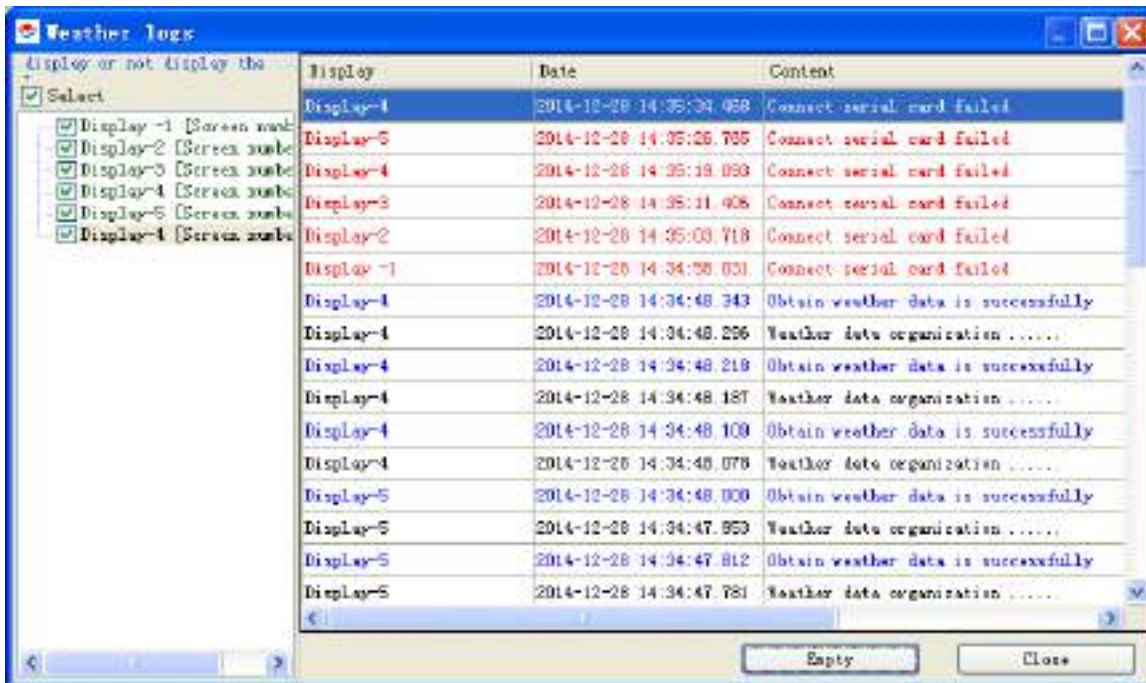 Weather logs
display or not display the
Select
Display -1 [Screen numb
Display-2 [Screen numbe
Display-3 [Screen numbe
Display-4 [Screen numbe
Display-5 [Screen numbe
Display-4 [Screen numbe
Display Date Content
Display-4 2014-12-28 14:35:34.468 Connect serial card failed
Display-5 2014-12-28 14:35:26.765 Connect serial card failed
Display-4 2014-12-28 14:35:19.093 Connect serial card failed
Display-3 2014-12-28 14:35:11.406 Connect serial card failed
Display-2 2014-12-28 14:35:03.718 Connect serial card failed
Display -1 2014-12-28 14:34:56.031 Connect serial card failed
Display-4 2014-12-28 14:34:48.343 Obtain weather data is successfully
Display-4 2014-12-28 14:34:48.296 Weather data organization ......
Display-4 2014-12-28 14:34:48.218 Obtain weather data is successfully
Display-4 2014-12-28 14:34:48.187 Weather data organization ......
Display-4 2014-12-28 14:34:48.109 Obtain weather data is successfully
Display-4 2014-12-28 14:34:48.078 Weather data organization ......
Display-5 2014-12-28 14:34:48.000 Obtain weather data is successfully
Display-5 2014-12-28 14:34:47.953 Weather data organization ......
Display-5 2014-12-28 14:34:47.812 Obtain weather data is successfully
Display-5 2014-12-28 14:34:47.781 Weather data organization ......
Empty Close